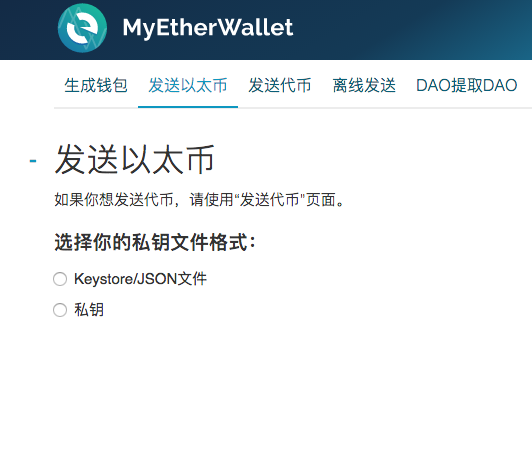 MyEtherWallet
生成钱包 发送以太币 发送代币 离线发送 DAO提取DAO
- 发送以太币
如果你想发送代币，请使用“发送代币”页面。
选择你的私钥文件格式：
Keystore/JSON文件
私钥